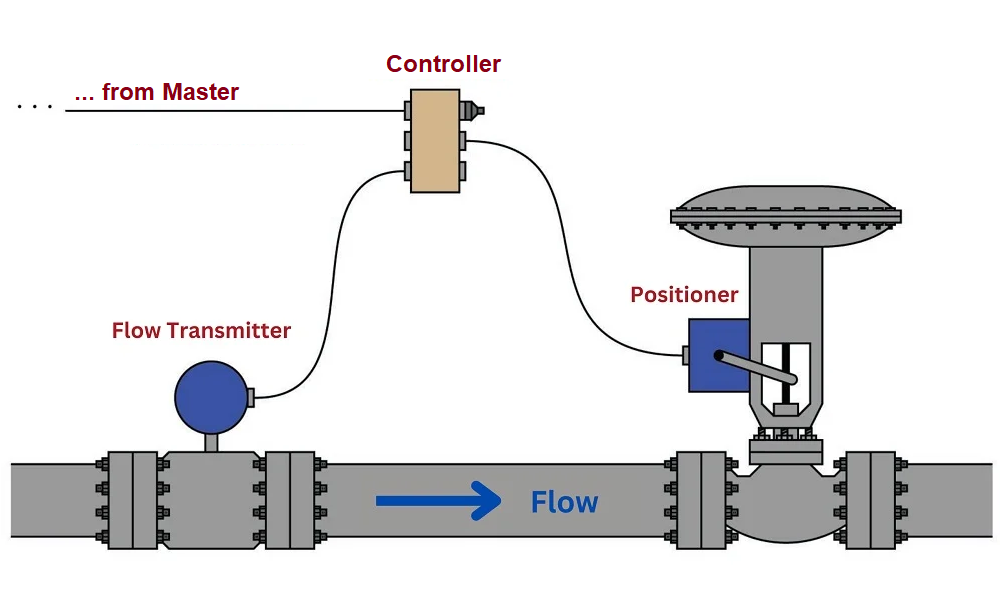 Controller
... from Master
Positioner
Flow Transmitter
Flow